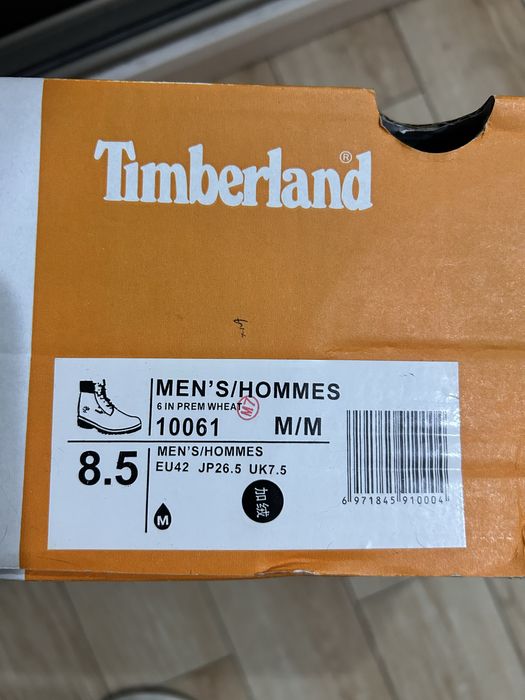 Timberland®
MEN'S/HOMMES
6 IN PREM WHEAT
10061 M/M
8.5
MEN'S/HOMMES
EU42 JP26.5 UK7.5
M
加绒
6 971845 910004